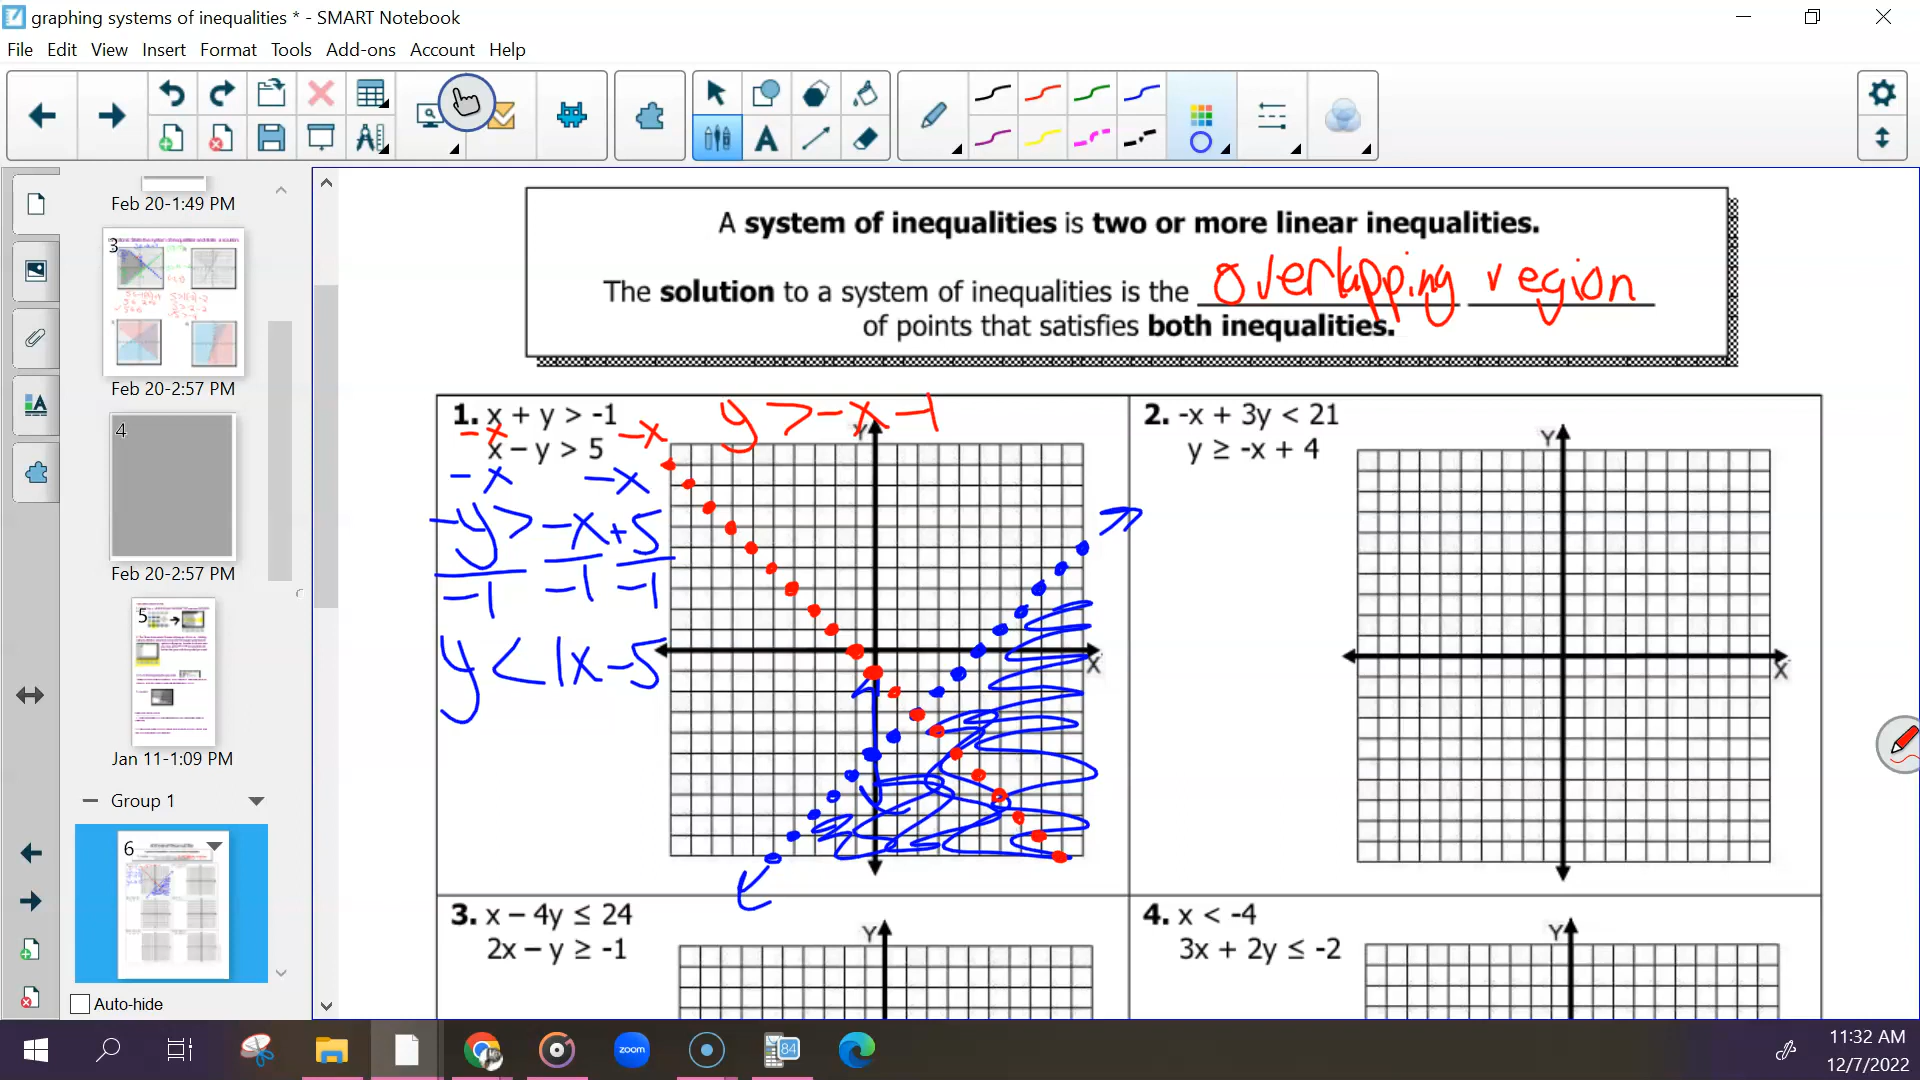 graphing systems of inequalities * - SMART Notebook
File Edit View Insert Format Tools Add-ons Account Help
Feb 20-1:49 PM
3
Feb 20-2:57 PM
4
Feb 20-2:57 PM
5
Jan 11-1:09 PM
Group 1
6
Auto-hide
A system of inequalities is two or more linear inequalities.
The solution to a system of inequalities is the overlapping region
of points that satisfies both inequalities.
1. x + y > -1
y > -x -1
-x -x
x – y > 5
-x -x
-y > -x + 5
-1 -1 -1
y < 1x - 5
Y
X
2. -x + 3y < 21
y ≥ -x + 4
Y
X
3. x – 4y ≤ 24
2x – y ≥ -1
Y
4. x < -4
3x + 2y ≤ -2
Y
zoom
84
11:32 AM
12/7/2022